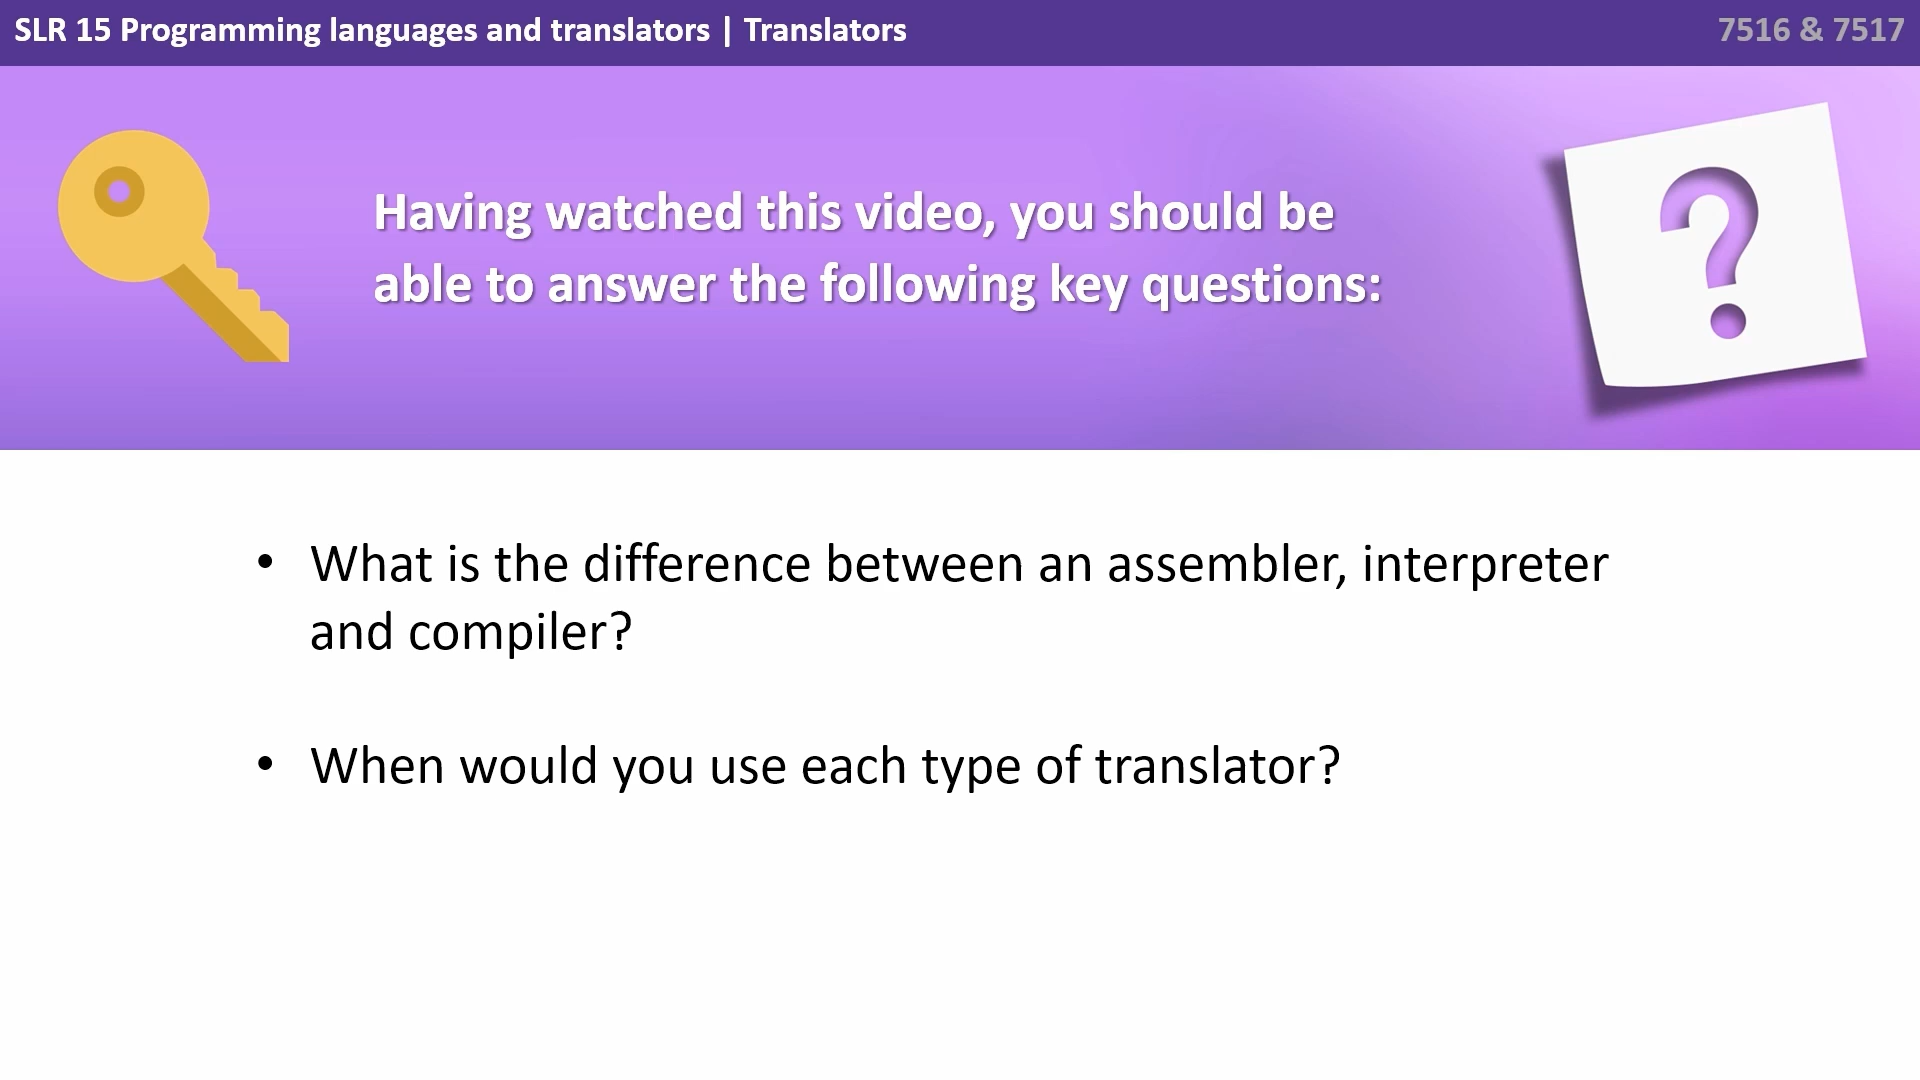 SLR 15 Programming languages and translators | Translators
7516 & 7517
Having watched this video, you should be
able to answer the following key questions:
?
• What is the difference between an assembler, interpreter
and compiler?
• When would you use each type of translator?